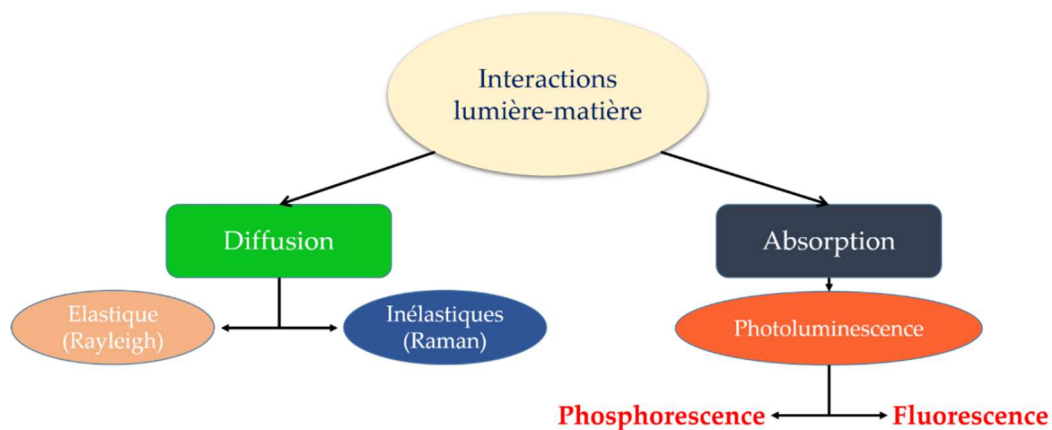 Interactions
lumière-matière
Diffusion
Absorption
Elastique
(Rayleigh)
Inélastiques
(Raman)
Photoluminescence
Phosphorescence
Fluorescence